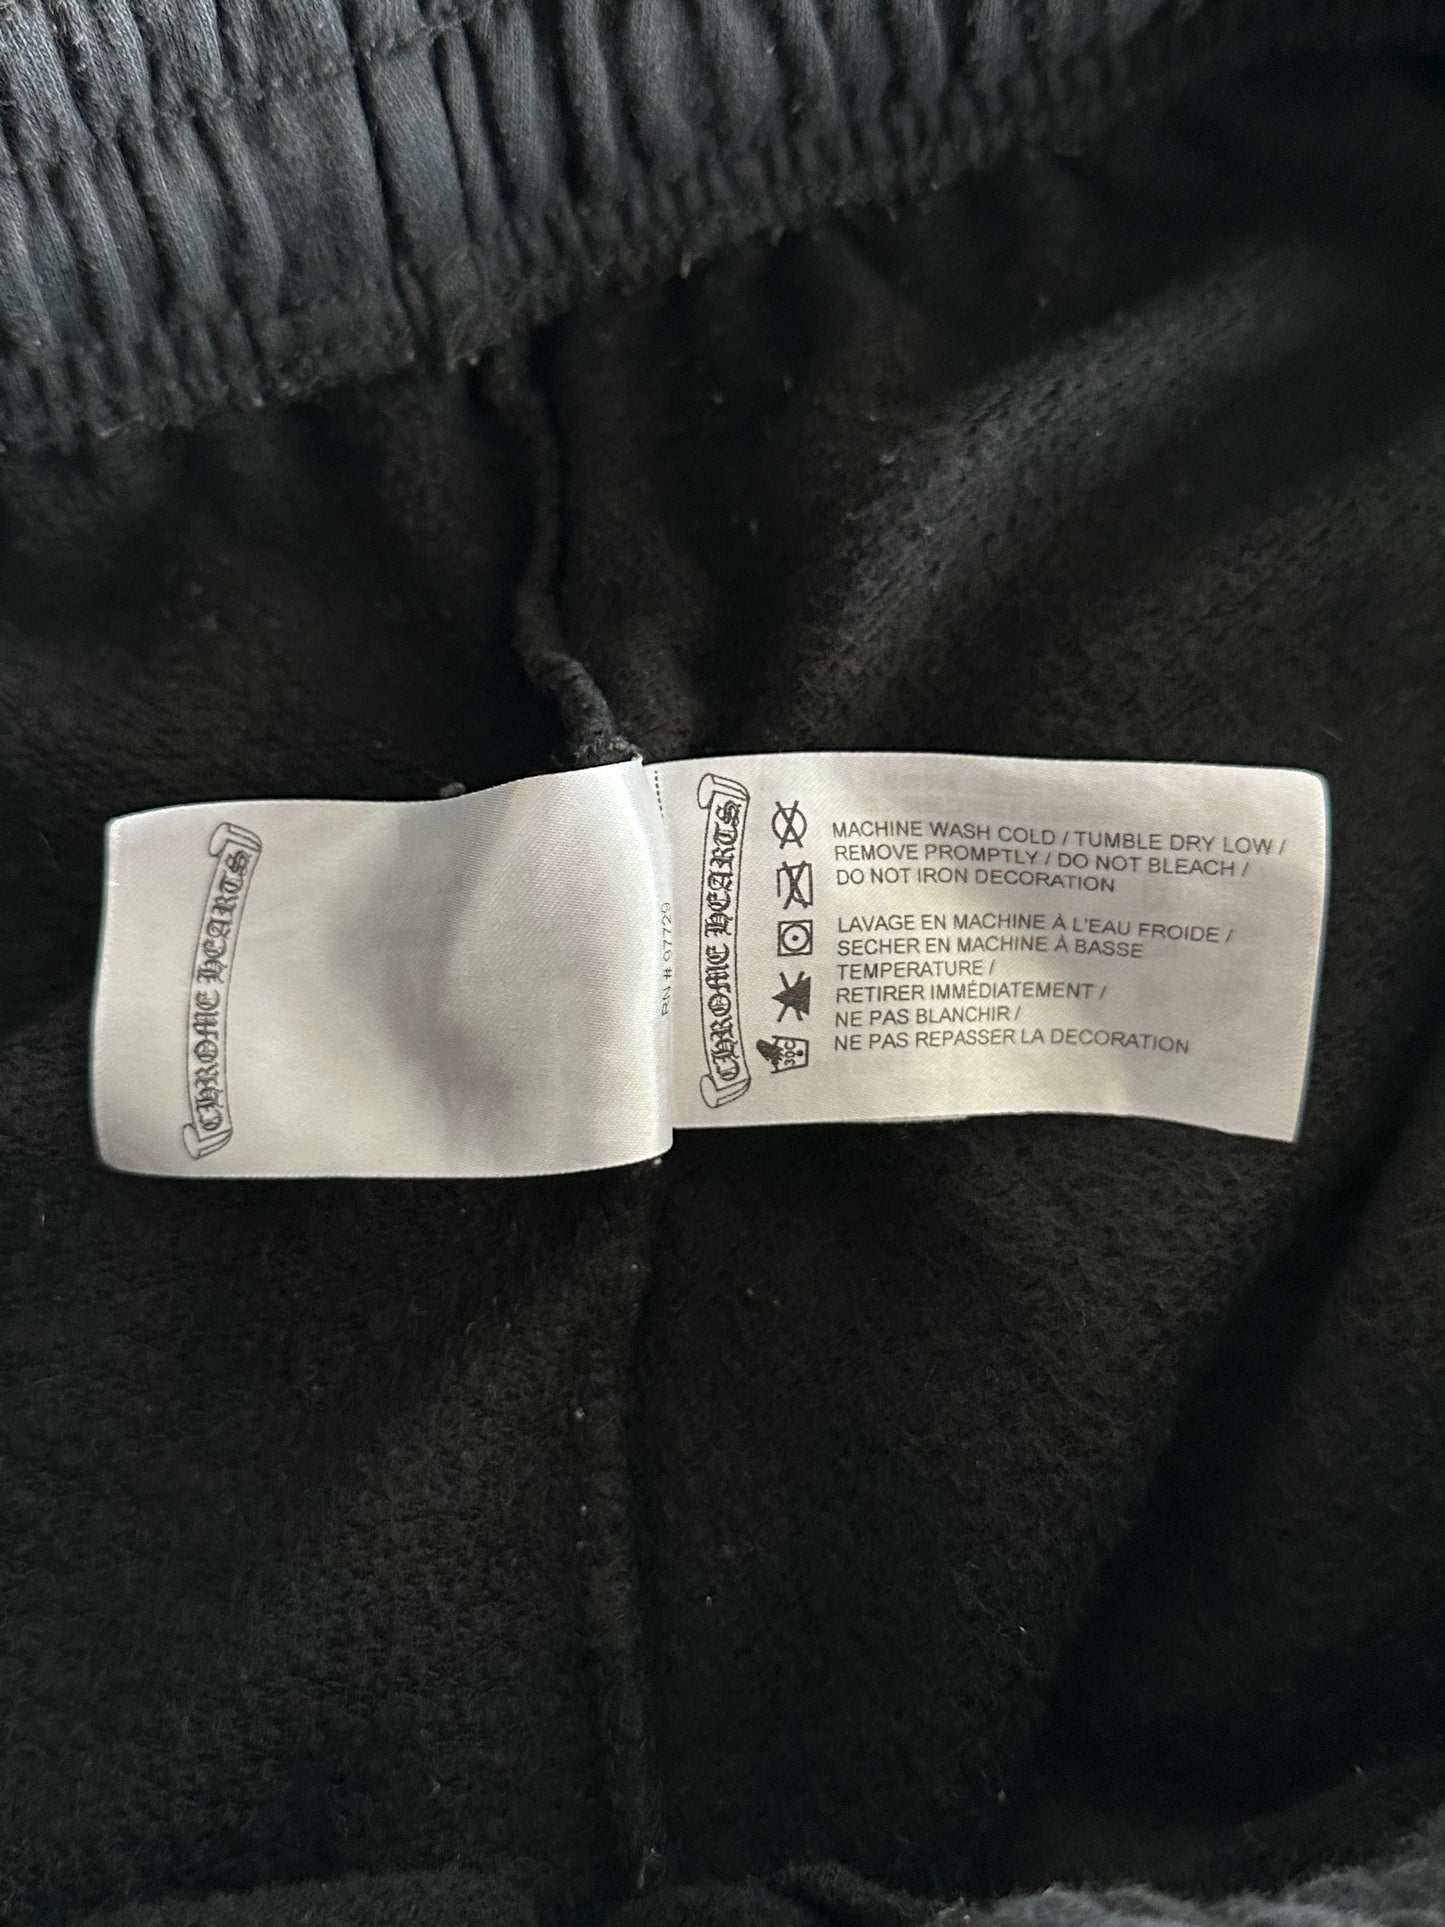 CHROME HEARTS
RN # 97729
CHROME HEARTS
MACHINE WASH COLD / TUMBLE DRY LOW /
REMOVE PROMPTLY / DO NOT BLEACH /
DO NOT IRON DECORATION
LAVAGE EN MACHINE À L'EAU FROIDE /
SECHER EN MACHINE À BASSE
TEMPERATURE /
RETIRER IMMÉDIATEMENT /
NE PAS BLANCHIR /
NE PAS REPASSER LA DECORATION
30C